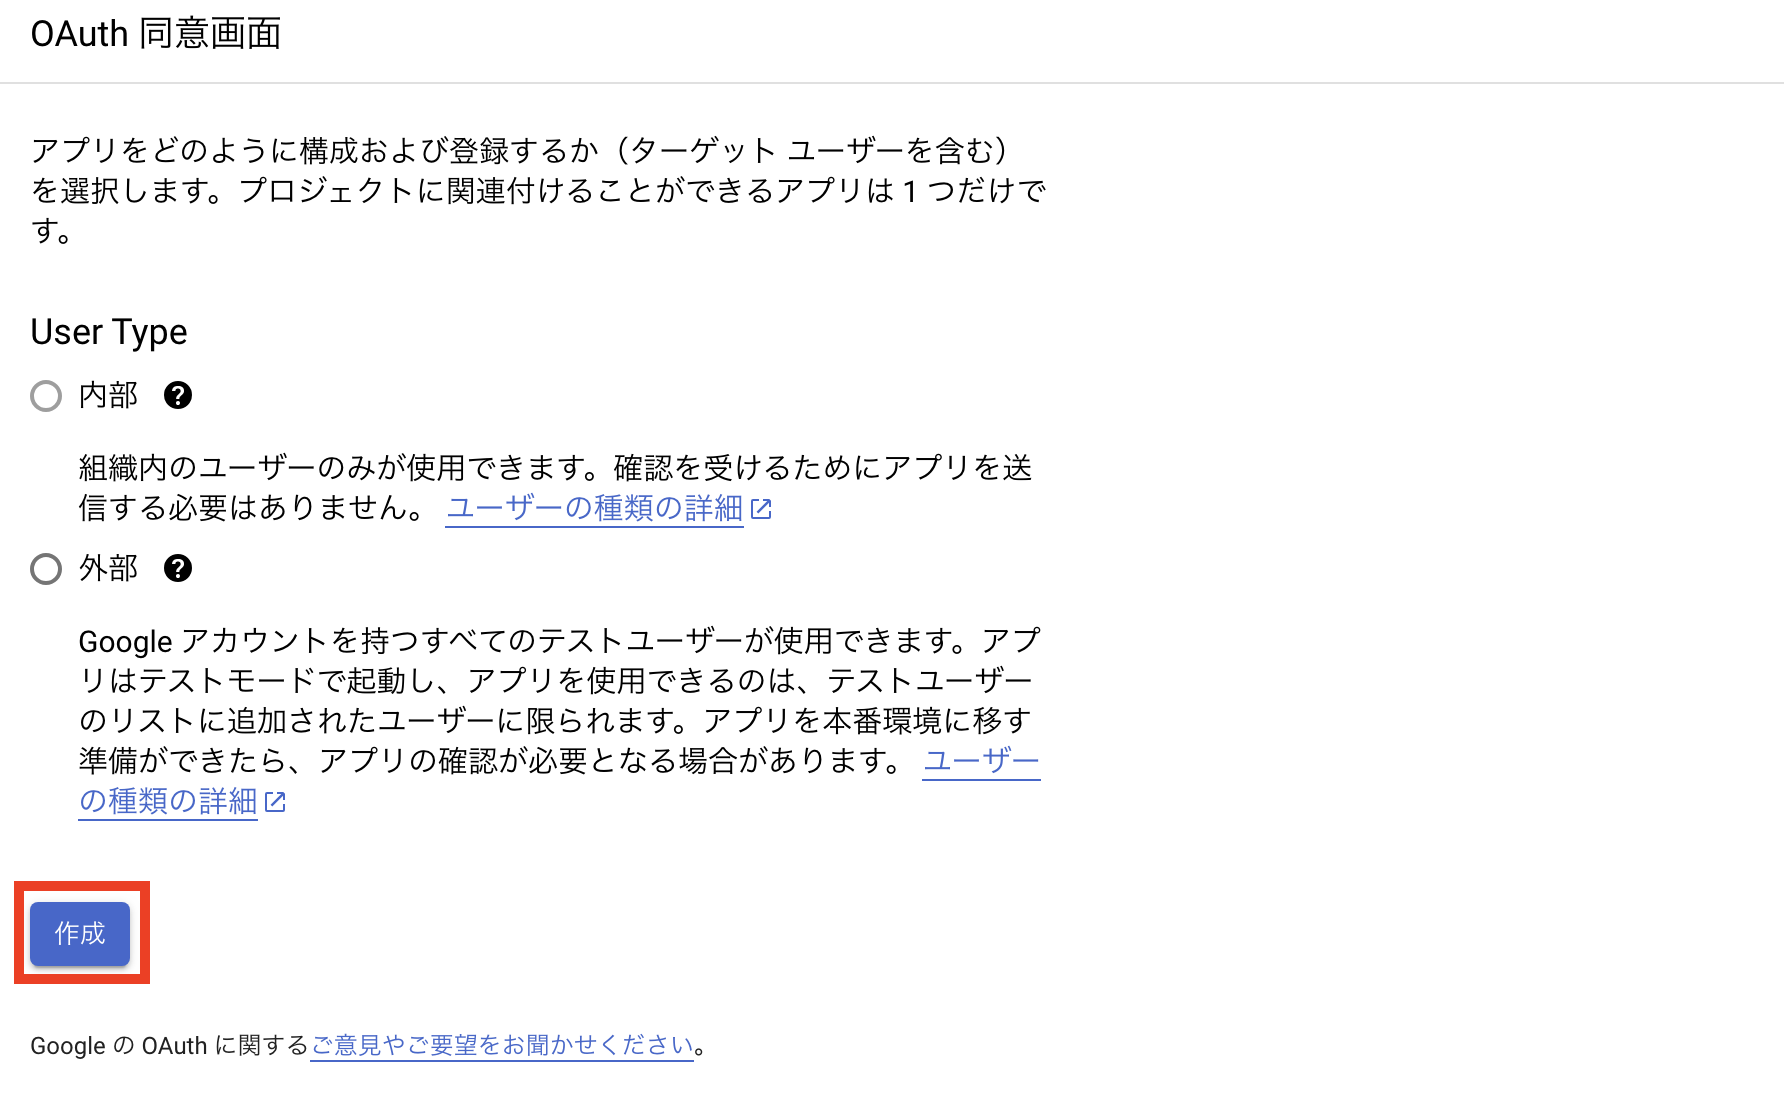 OAuth 同意画面
アプリをどのように構成および登録するか（ターゲット ユーザーを含む）
を選択します。プロジェクトに関連付けることができるアプリは 1 つだけで
す。
User Type
内部
組織内のユーザーのみが使用できます。確認を受けるためにアプリを送
信する必要はありません。 ユーザーの種類の詳細
外部
Google アカウントを持つすべてのテストユーザーが使用できます。アプ
リはテストモードで起動し、アプリを使用できるのは、テストユーザー
のリストに追加されたユーザーに限られます。アプリを本番環境に移す
準備ができたら、アプリの確認が必要となる場合があります。 ユーザー
の種類の詳細
作成
Google の OAuth に関するご意見やご要望をお聞かせください。